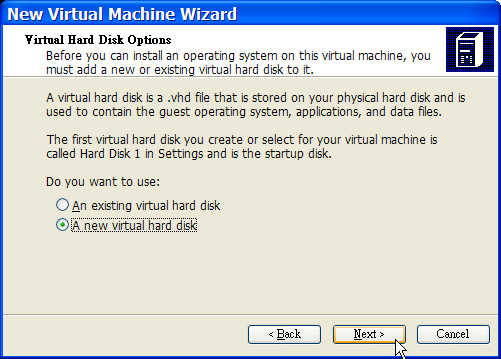 New Virtual Machine Wizard
Virtual Hard Disk Options
Before you can install an operating system on this virtual machine, you
must add a new or existing virtual hard disk to it.
A virtual hard disk is a .vhd file that is stored on your physical hard disk and is
used to contain the guest operating system, applications, and data files.
The first virtual hard disk you create or select for your virtual machine is
called Hard Disk 1 in Settings and is the startup disk.
Do you want to use:
An existing virtual hard disk
A new virtual hard disk
< Back Next > Cancel